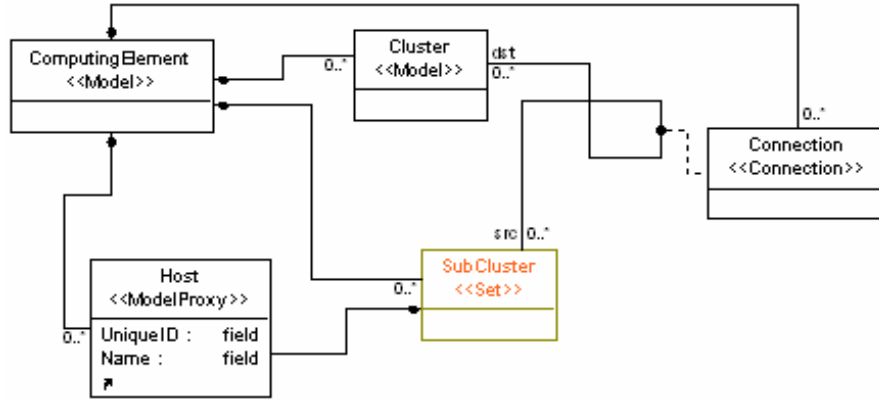 ComputingElement
<<Model>>
0..*
Cluster
<<Model>>
dst
0..*
0..*
Connection
<<Connection>>
src 0..*
SubCluster
<<Set>>
0..*
Host
<<ModelProxy>>
UniqueID : field
Name : field
0..*